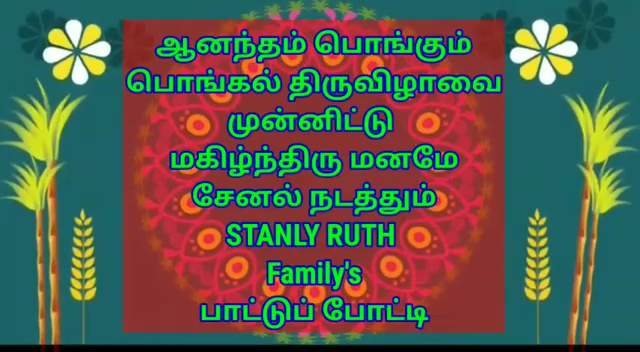 ஆனந்தம் பொங்கும்
பொங்கல் திருவிழாவை
முன்னிட்டு
மகிழ்ந்திரு மனமே
சேனல் நடத்தும்
STANLY RUTH
Family's
பாட்டுப் போட்டி